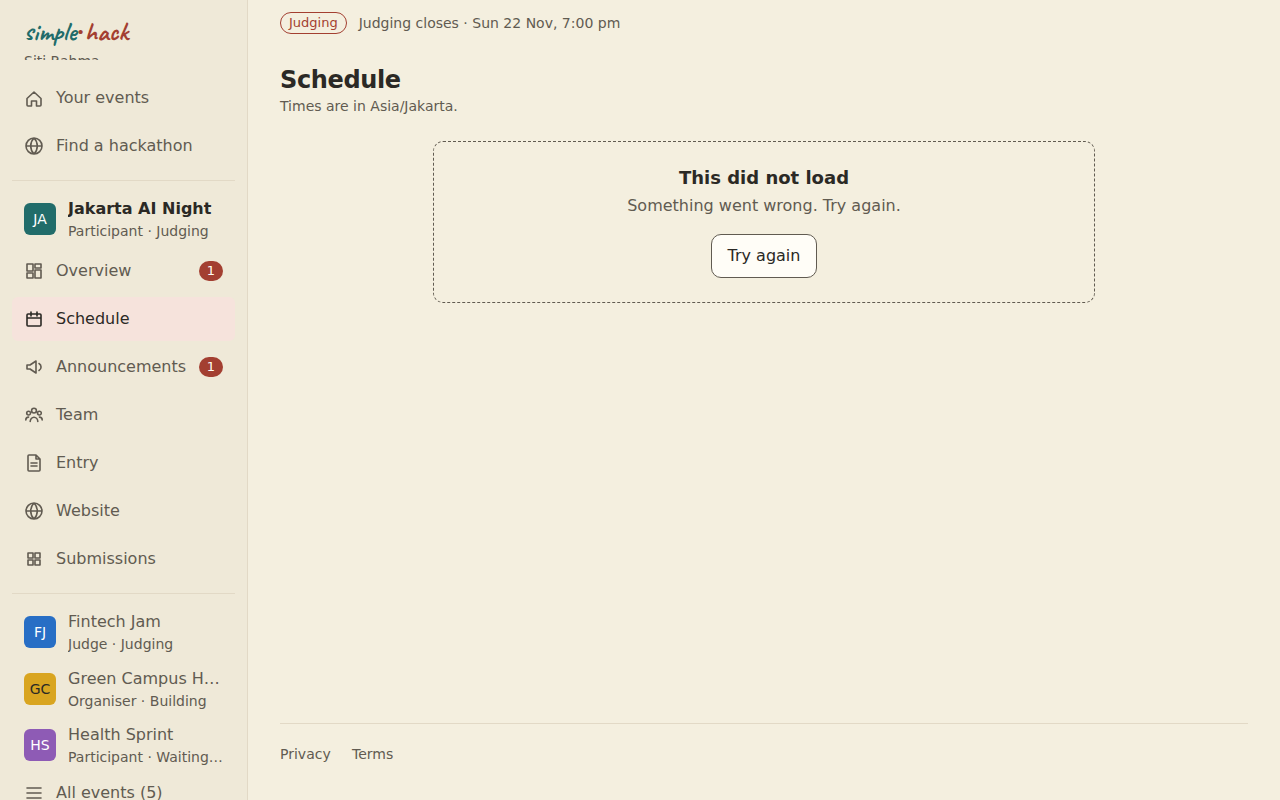 simple·hack
Siti Rahma
Your events
Find a hackathon
JA
Jakarta AI Night
Participant · Judging
Overview
1
Schedule
Announcements
1
Team
Entry
Website
Submissions
FJ
Fintech Jam
Judge · Judging
GC
Green Campus H…
Organiser · Building
HS
Health Sprint
Participant · Waiting…
All events (5)
Judging
Judging closes · Sun 22 Nov, 7:00 pm
Schedule
Times are in Asia/Jakarta.
This did not load
Something went wrong. Try again.
Try again
Privacy
Terms